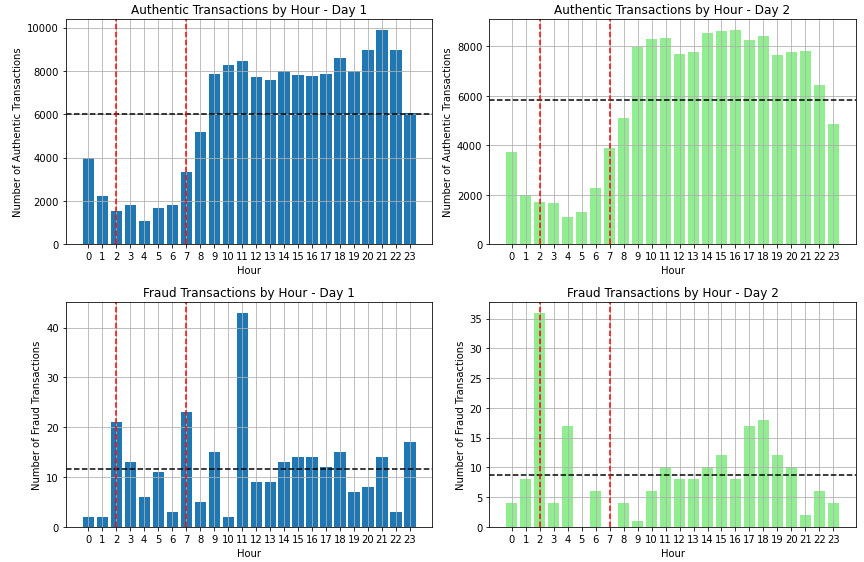 Authentic Transactions by Hour - Day 1
Number of Authentic Transactions
10000
8000
6000
4000
2000
0
0 1 2 3 4 5 6 7 8 9 10 11 12 13 14 15 16 17 18 19 20 21 22 23
Hour
Authentic Transactions by Hour - Day 2
Number of Authentic Transactions
8000
6000
4000
2000
0
0 1 2 3 4 5 6 7 8 9 10 11 12 13 14 15 16 17 18 19 20 21 22 23
Hour
Fraud Transactions by Hour - Day 1
Number of Fraud Transactions
40
30
20
10
0
0 1 2 3 4 5 6 7 8 9 10 11 12 13 14 15 16 17 18 19 20 21 22 23
Hour
Fraud Transactions by Hour - Day 2
Number of Fraud Transactions
35
30
25
20
15
10
5
0
0 1 2 3 4 5 6 7 8 9 10 11 12 13 14 15 16 17 18 19 20 21 22 23
Hour